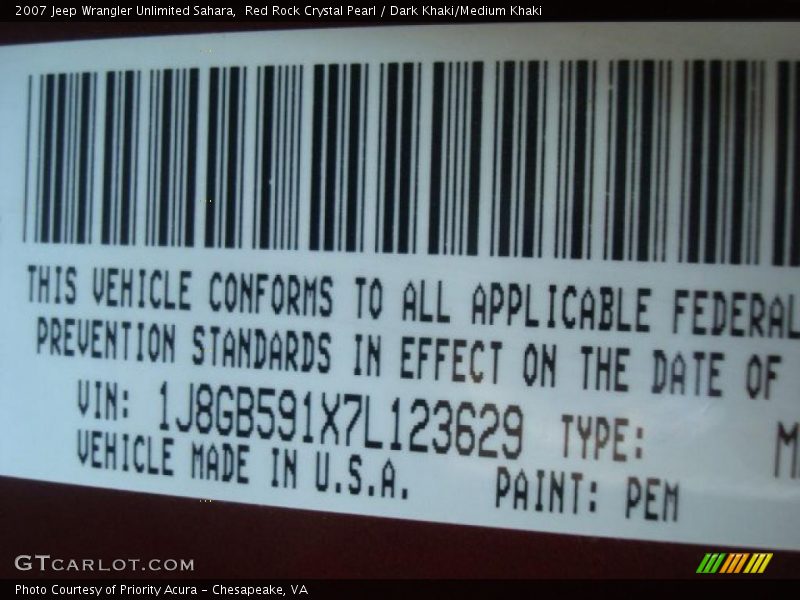 2007 Jeep Wrangler Unlimited Sahara,  Red Rock Crystal Pearl / Dark Khaki/Medium Khaki
THIS VEHICLE CONFORMS TO ALL APPLICABLE FEDERAL
PREVENTION STANDARDS IN EFFECT ON THE DATE OF
VIN: 1J8GB591X7L123629 TYPE: M
VEHICLE MADE IN U.S.A. PAINT: PEM
GTCARLOT.COM
Photo Courtesy of Priority Acura - Chesapeake, VA